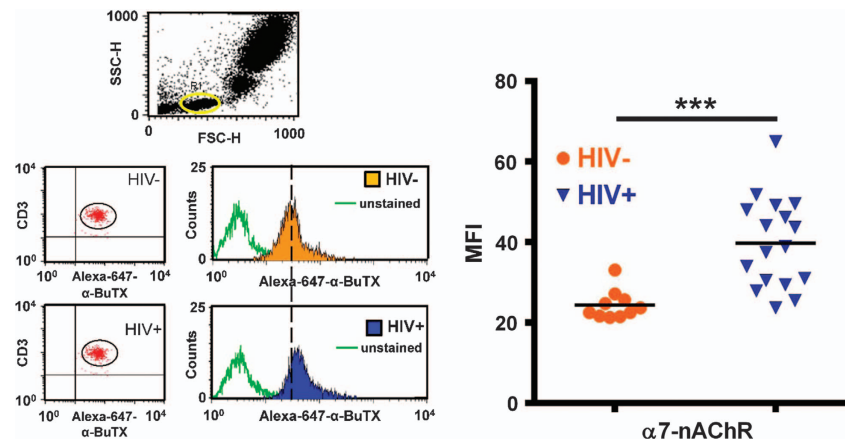 1000
SSC-H
R1
0
0
1000
FSC-H
10⁴
CD3
10⁰
HIV-
10⁰
10⁴
Alexa-647-
α-BuTX
25
Counts
0
HIV-
unstained
10⁰
10⁴
Alexa-647-α-BuTX
10⁴
CD3
10⁰
HIV+
10⁰
10⁴
Alexa-647-
α-BuTX
25
Counts
0
HIV+
unstained
10⁰
10⁴
Alexa-647-α-BuTX
80
60
40
20
0
MFI
***
HIV-
HIV+
α7-nAChR